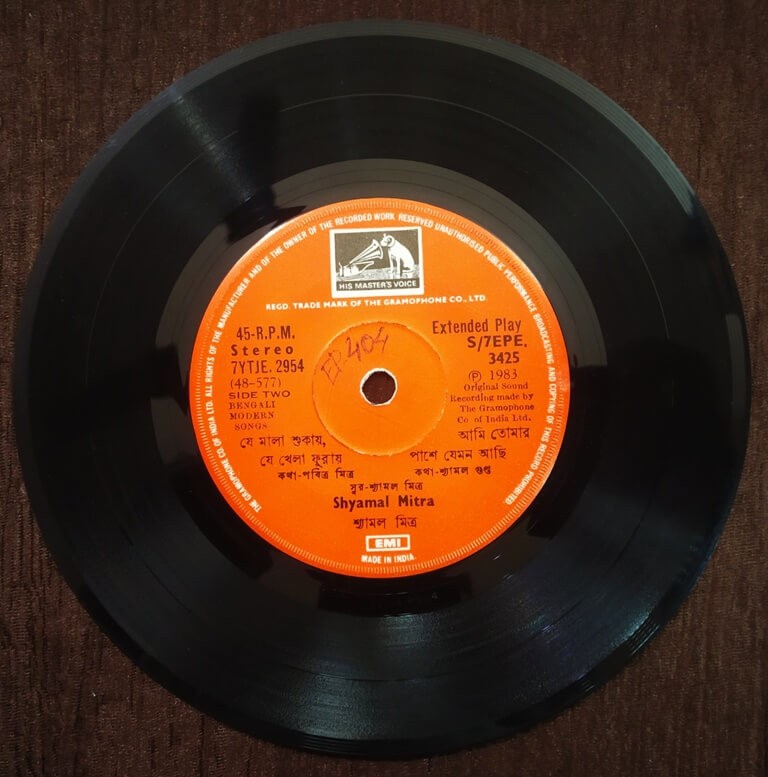 THE GRAMOPHONE CO OF INDIA LTD. ALL RIGHTS OF THE MANUFACTURER AND OF THE OWNER OF THE RECORDED WORK RESERVED UNAUTHORISED PUBLIC PERFORMANCE BROADCASTING AND COPYING OF THIS RECORD PROHIBITED.
HIS MASTER'S VOICE
REGD. TRADE MARK OF THE GRAMOPHONE CO., LTD.
45-R.P.M.
Stereo
7YTJE. 2954
(48-577)
SIDE TWO
BENGALI
MODERN
SONGS
EP 404
Extended Play
S/7EPE.
3425
Ⓟ 1983
Original Sound
Recording made by
The Gramophone
Co of India Ltd.
যে মালা শুকায়,
যে খেলা ফুরায়
কথা-পবিত্র মিত্র
আমি তোমার
পাশে যেমন আছি
কথা-শ্যামল গুপ্ত
সুর-শ্যামল মিত্র
Shyamal Mitra
শ্যামল মিত্র
EMI
MADE IN INDIA.